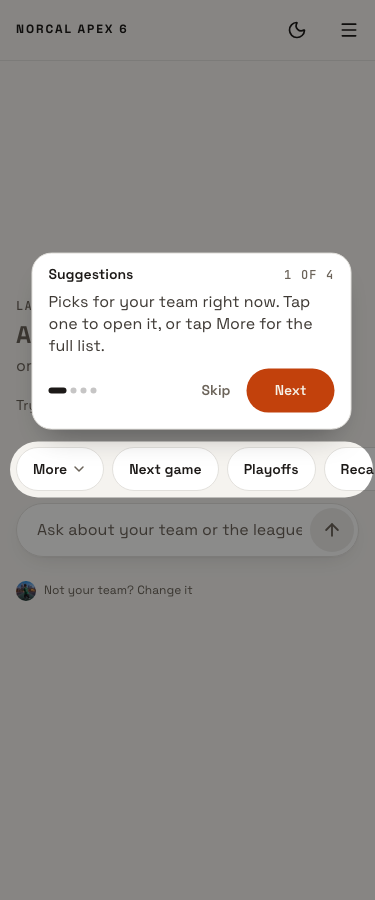 NORCAL APEX 6
Suggestions
1 OF 4
Picks for your team right now. Tap
one to open it, or tap More for the
full list.
Skip
Next
More
Next game
Playoffs
Reca
Ask about your team or the league
Not your team? Change it